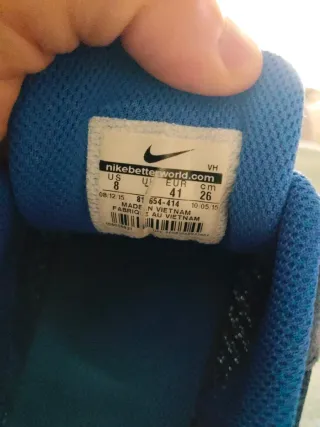 VH
nikebetterworld.com
US U EUR cm
8 41 26
08/12/15 654-414 10/05/15
MADE IN VIETNAM
FABRIQUE AU VIETNAM